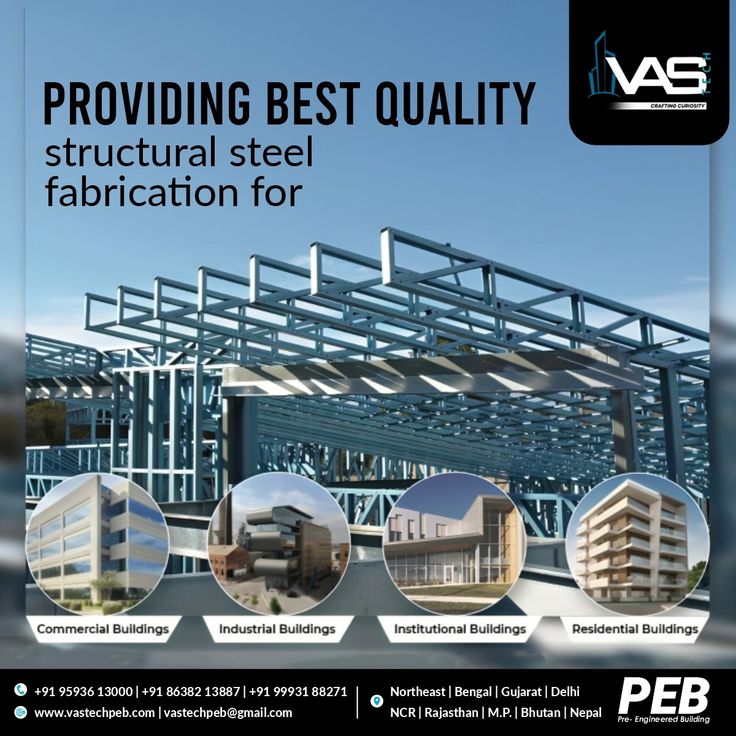 VAS
TECH
CRAFTING CURIOSITY
PROVIDING BEST QUALITY
structural steel
fabrication for
Commercial Buildings
Industrial Buildings
Institutional Buildings
Residential Buildings
+91 95936 13000 | +91 86382 13887 | +91 99931 88271
www.vastechpeb.com | vastechpeb@gmail.com
Northeast | Bengal | Gujarat | Delhi
NCR | Rajasthan | M.P. | Bhutan | Nepal
PEB
Pre- Engineered Building